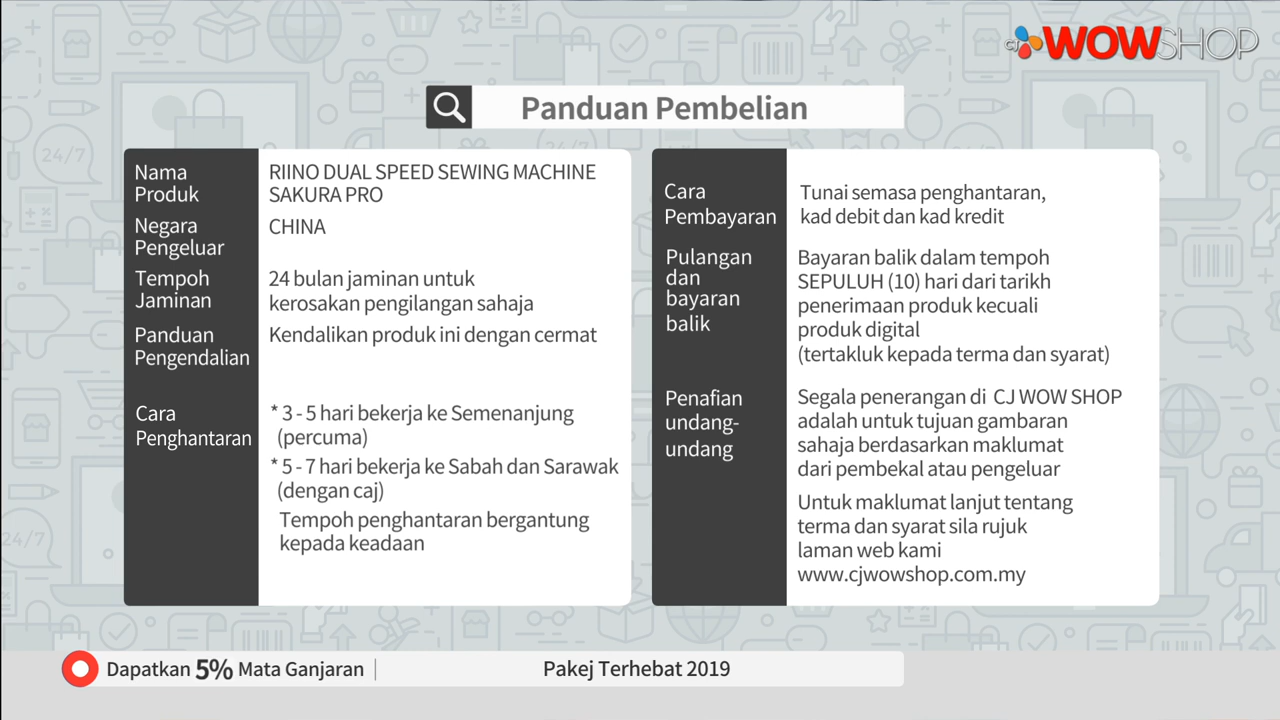 CJ WOWSHOP
Panduan Pembelian
Nama
Produk
RIINO DUAL SPEED SEWING MACHINE
SAKURA PRO
Negara
Pengeluar
CHINA
Tempoh
Jaminan
24 bulan jaminan untuk
kerosakan pengilangan sahaja
Panduan
Pengendalian
Kendalikan produk ini dengan cermat
Cara
Penghantaran
* 3 - 5 hari bekerja ke Semenanjung
(percuma)
* 5 - 7 hari bekerja ke Sabah dan Sarawak
(dengan caj)
Tempoh penghantaran bergantung
kepada keadaan
Cara
Pembayaran
Tunai semasa penghantaran,
kad debit dan kad kredit
Pulangan
dan
bayaran
balik
Bayaran balik dalam tempoh
SEPULUH (10) hari dari tarikh
penerimaan produk kecuali
produk digital
(tertakluk kepada terma dan syarat)
Penafian
undang-
undang
Segala penerangan di CJ WOW SHOP
adalah untuk tujuan gambaran
sahaja berdasarkan maklumat
dari pembekal atau pengeluar
Untuk maklumat lanjut tentang
terma dan syarat sila rujuk
laman web kami
www.cjwowshop.com.my
24/7
24/7
Dapatkan 5% Mata Ganjaran
Pakej Terhebat 2019